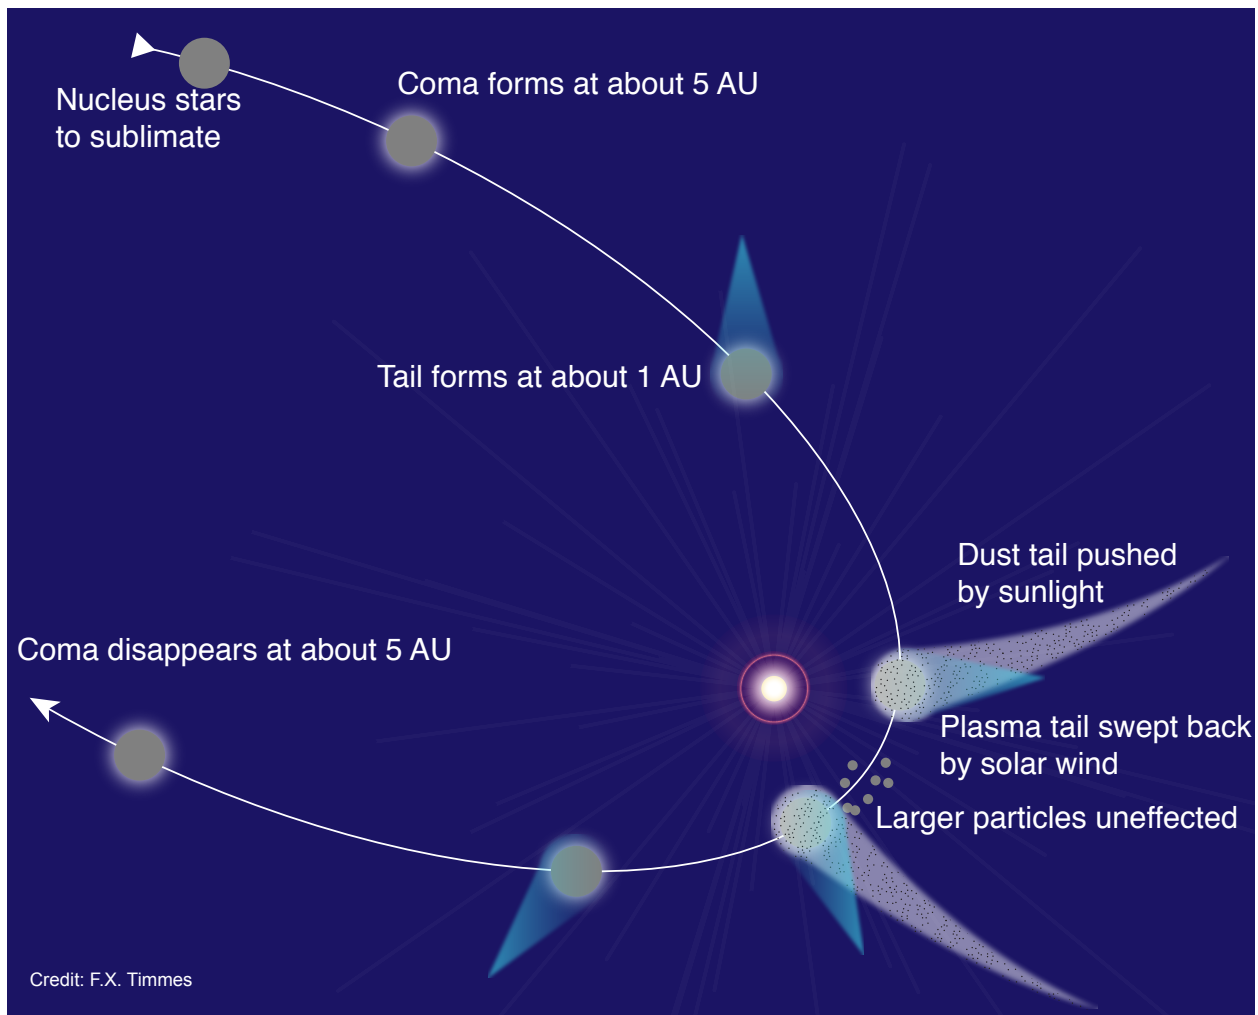 Nucleus stars
to sublimate
Coma forms at about 5 AU
Tail forms at about 1 AU
Dust tail pushed
by sunlight
Coma disappears at about 5 AU
Plasma tail swept back
by solar wind
Larger particles uneffected
Credit: F.X. Timmes